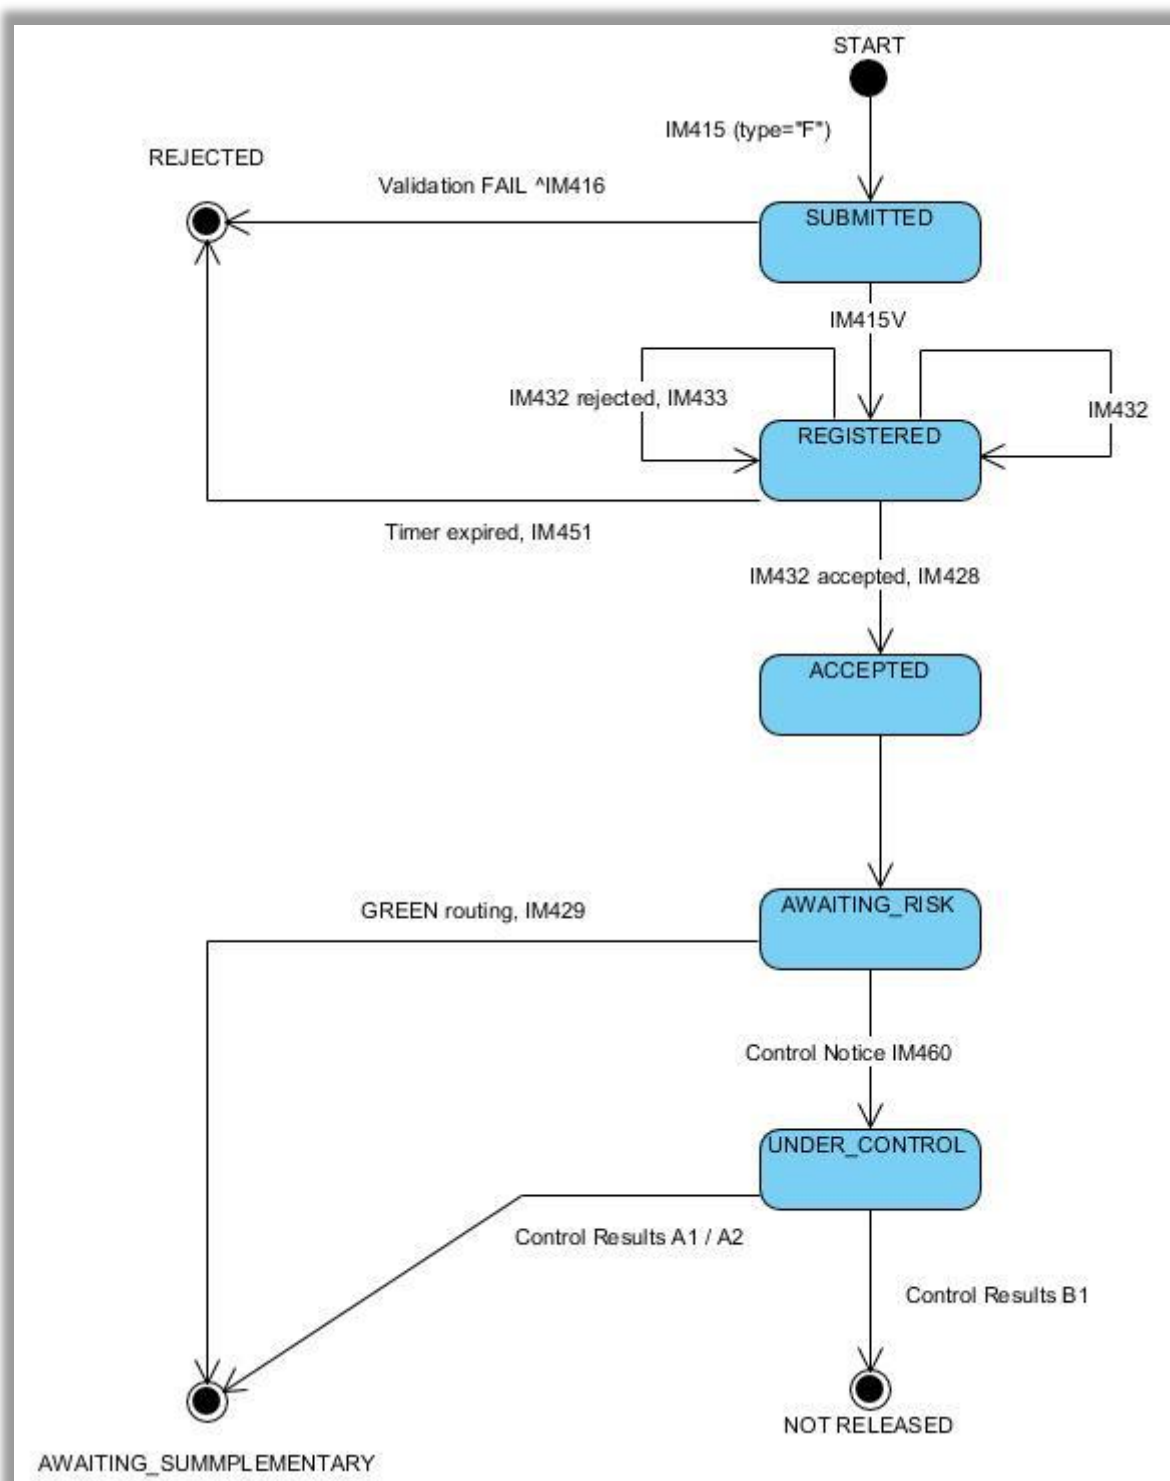 START
IM415 (type="F")
REJECTED
Validation FAIL ^IM416
SUBMITTED
IM415V
IM432 rejected, IM433
IM432
REGISTERED
Timer expired, IM451
IM432 accepted, IM428
ACCEPTED
AWAITING_RISK
GREEN routing, IM429
Control Notice IM460
UNDER_CONTROL
Control Results A1 / A2
Control Results B1
NOT RELEASED
AWAITING_SUMMPLEMENTARY